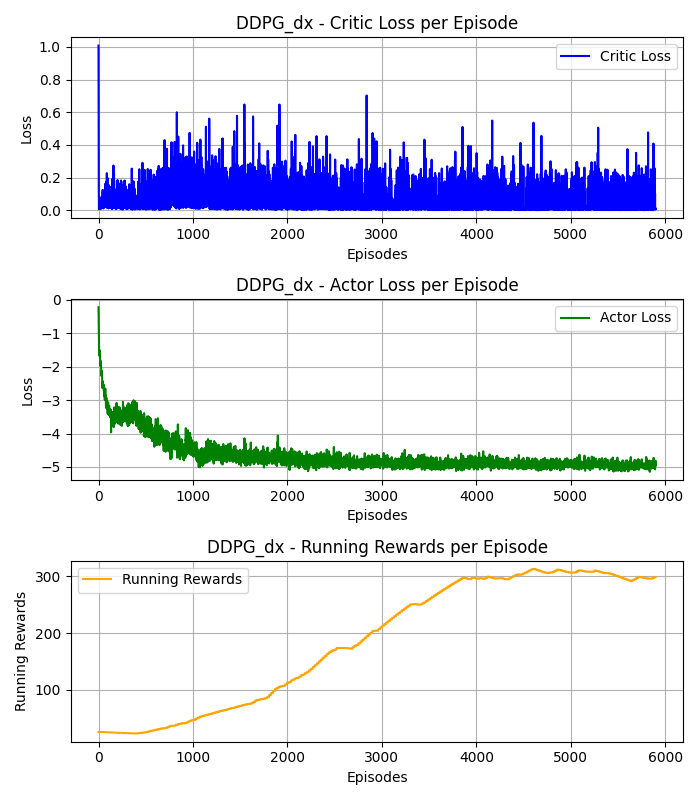 DDPG_dx - Critic Loss per Episode
1.0
0.8
0.6
0.4
0.2
0.0
Loss
Critic Loss
0 1000 2000 3000 4000 5000 6000
Episodes
DDPG_dx - Actor Loss per Episode
0
−1
−2
−3
−4
−5
Loss
Actor Loss
0 1000 2000 3000 4000 5000 6000
Episodes
DDPG_dx - Running Rewards per Episode
300
200
100
Running Rewards
Running Rewards
0 1000 2000 3000 4000 5000 6000
Episodes